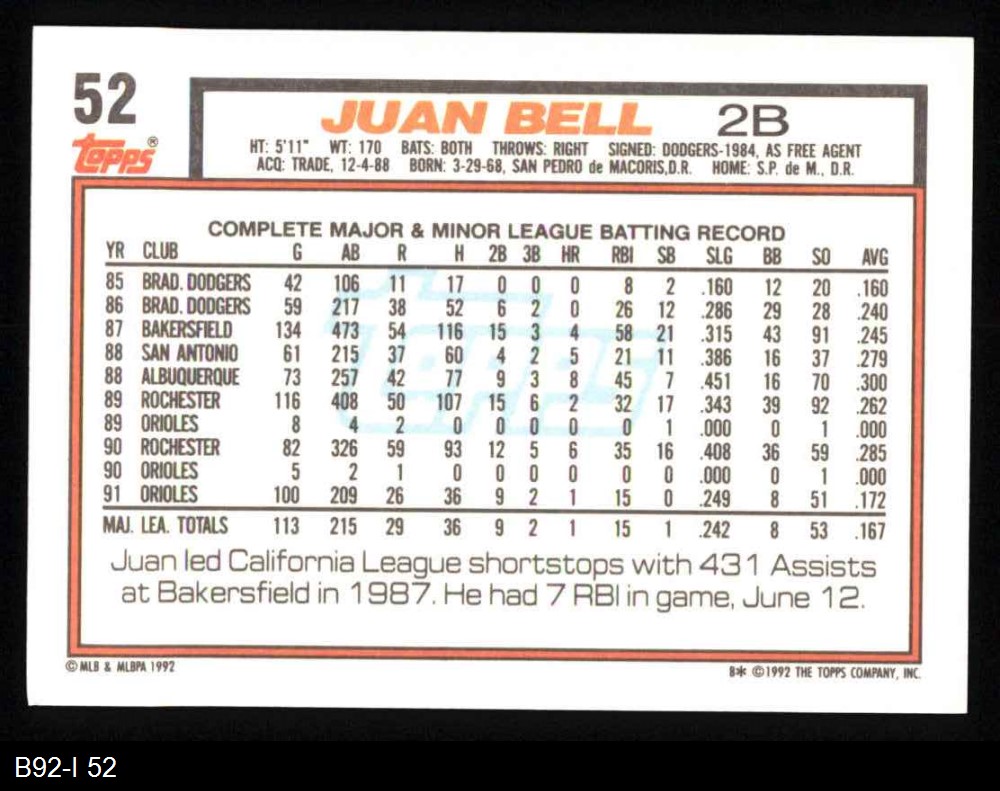 52
Topps®
JUAN BELL 2B
HT: 5'11" WT: 170 BATS: BOTH THROWS: RIGHT SIGNED: DODGERS-1984, AS FREE AGENT
ACQ: TRADE, 12-4-88 BORN: 3-29-68, SAN PEDRO de MACORIS,D.R. HOME: S.P. de M., D.R.
COMPLETE MAJOR & MINOR LEAGUE BATTING RECORD
YR CLUB G AB R H 2B 3B HR RBI SB SLG BB SO AVG
85 BRAD. DODGERS 42 106 11 17 0 0 0 8 2 .160 12 20 .160
86 BRAD. DODGERS 59 217 38 52 6 2 0 26 12 .286 29 28 .240
87 BAKERSFIELD 134 473 54 116 15 3 4 58 21 .315 43 91 .245
88 SAN ANTONIO 61 215 37 60 4 2 5 21 11 .386 16 37 .279
88 ALBUQUERQUE 73 257 42 77 9 3 8 45 7 .451 16 70 .300
89 ROCHESTER 116 408 50 107 15 6 2 32 17 .343 39 92 .262
89 ORIOLES 8 4 2 0 0 0 0 0 1 .000 0 1 .000
90 ROCHESTER 82 326 59 93 12 5 6 35 16 .408 36 59 .285
90 ORIOLES 5 2 1 0 0 0 0 0 0 .000 0 1 .000
91 ORIOLES 100 209 26 36 9 2 1 15 0 .249 8 51 .172
MAJ. LEA. TOTALS 113 215 29 36 9 2 1 15 1 .242 8 53 .167
Topps
Juan led California League shortstops with 431 Assists
at Bakersfield in 1987. He had 7 RBI in game, June 12.
© MLB & MLBPA 1992
B* © 1992 THE TOPPS COMPANY, INC.
B92-I 52